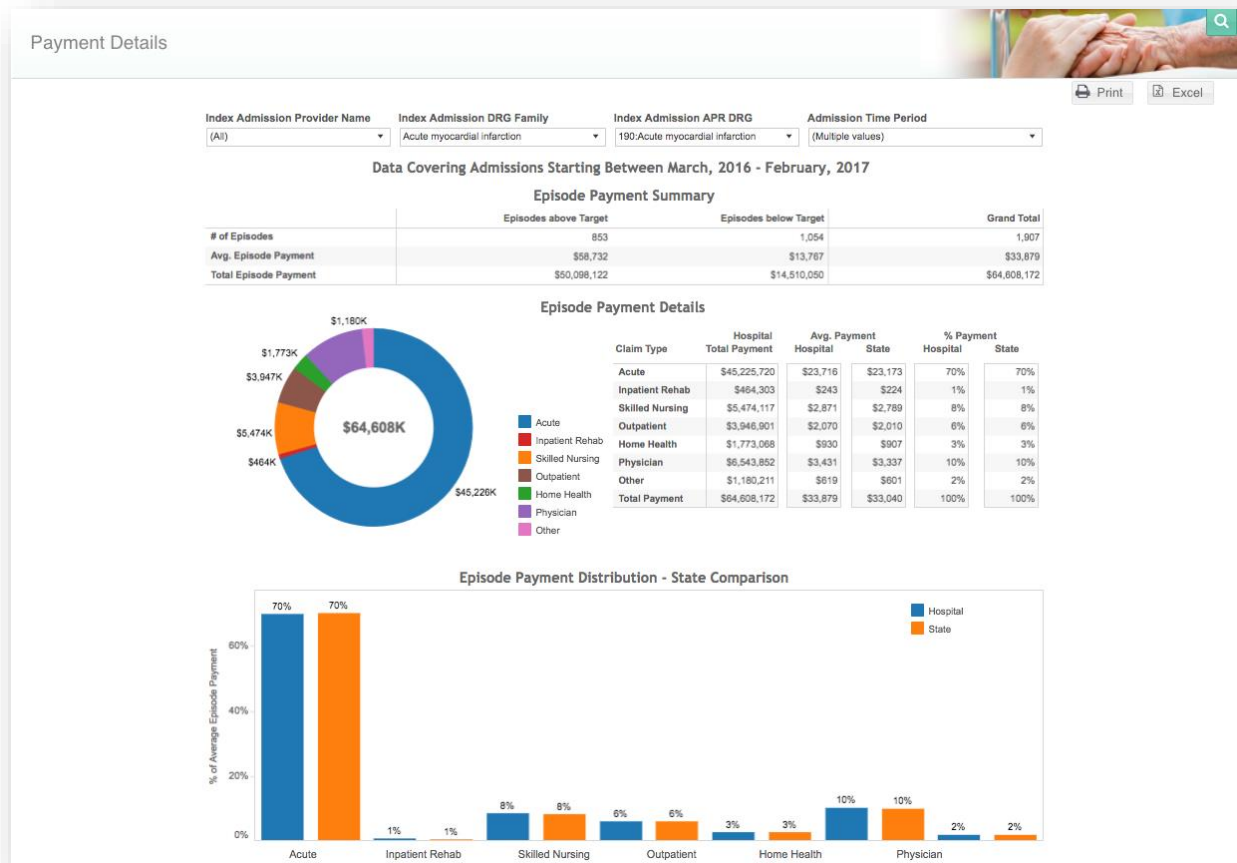 Payment Details
Print Excel
Index Admission Provider Name Index Admission DRG Family Index Admission APR DRG Admission Time Period
(All) Acute myocardial infarction 190:Acute myocardial infarction (Multiple values)
Data Covering Admissions Starting Between March, 2016 - February, 2017
Episode Payment Summary
Episodes above Target Episodes below Target Grand Total
# of Episodes 853 1,054 1,907
Avg. Episode Payment $58,732 $13,767 $33,879
Total Episode Payment $50,098,122 $14,510,050 $64,608,172
Episode Payment Details
$1,180K
$1,773K
$3,947K
$5,474K
$464K
$45,226K
$64,608K
Acute
Inpatient Rehab
Skilled Nursing
Outpatient
Home Health
Physician
Other
Hospital Avg. Payment % Payment
Claim Type Total Payment Hospital State Hospital State
Acute $45,225,720 $23,716 $23,173 70% 70%
Inpatient Rehab $464,303 $243 $224 1% 1%
Skilled Nursing $5,474,117 $2,871 $2,789 8% 8%
Outpatient $3,946,901 $2,070 $2,010 6% 6%
Home Health $1,773,068 $930 $907 3% 3%
Physician $6,543,852 $3,431 $3,337 10% 10%
Other $1,180,211 $619 $601 2% 2%
Total Payment $64,608,172 $33,879 $33,040 100% 100%
Episode Payment Distribution - State Comparison
Hospital
State
% of Average Episode Payment
60%
40%
20%
0%
70% 70% 1% 1% 8% 8% 6% 6% 3% 3% 10% 10% 2% 2%
Acute Inpatient Rehab Skilled Nursing Outpatient Home Health Physician